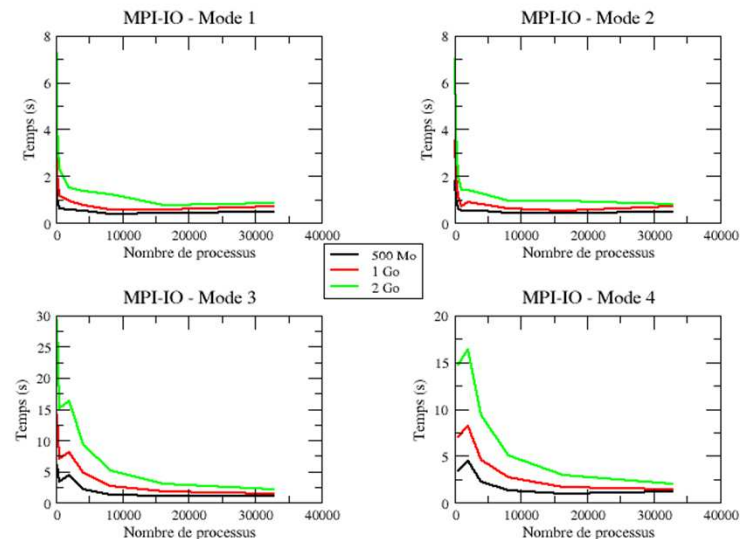 MPI-IO - Mode 1
8
6
4
2
0
Temps (s)
0 10000 20000 30000 40000
Nombre de processus
MPI-IO - Mode 2
8
6
4
2
0
Temps (s)
0 10000 20000 30000 40000
Nombre de processus
500 Mo
1 Go
2 Go
MPI-IO - Mode 3
30
25
20
15
10
5
0
Temps (s)
0 10000 20000 30000 40000
Nombre de processus
MPI-IO - Mode 4
20
15
10
5
0
Temps (s)
0 10000 20000 30000 40000
Nombre de processus